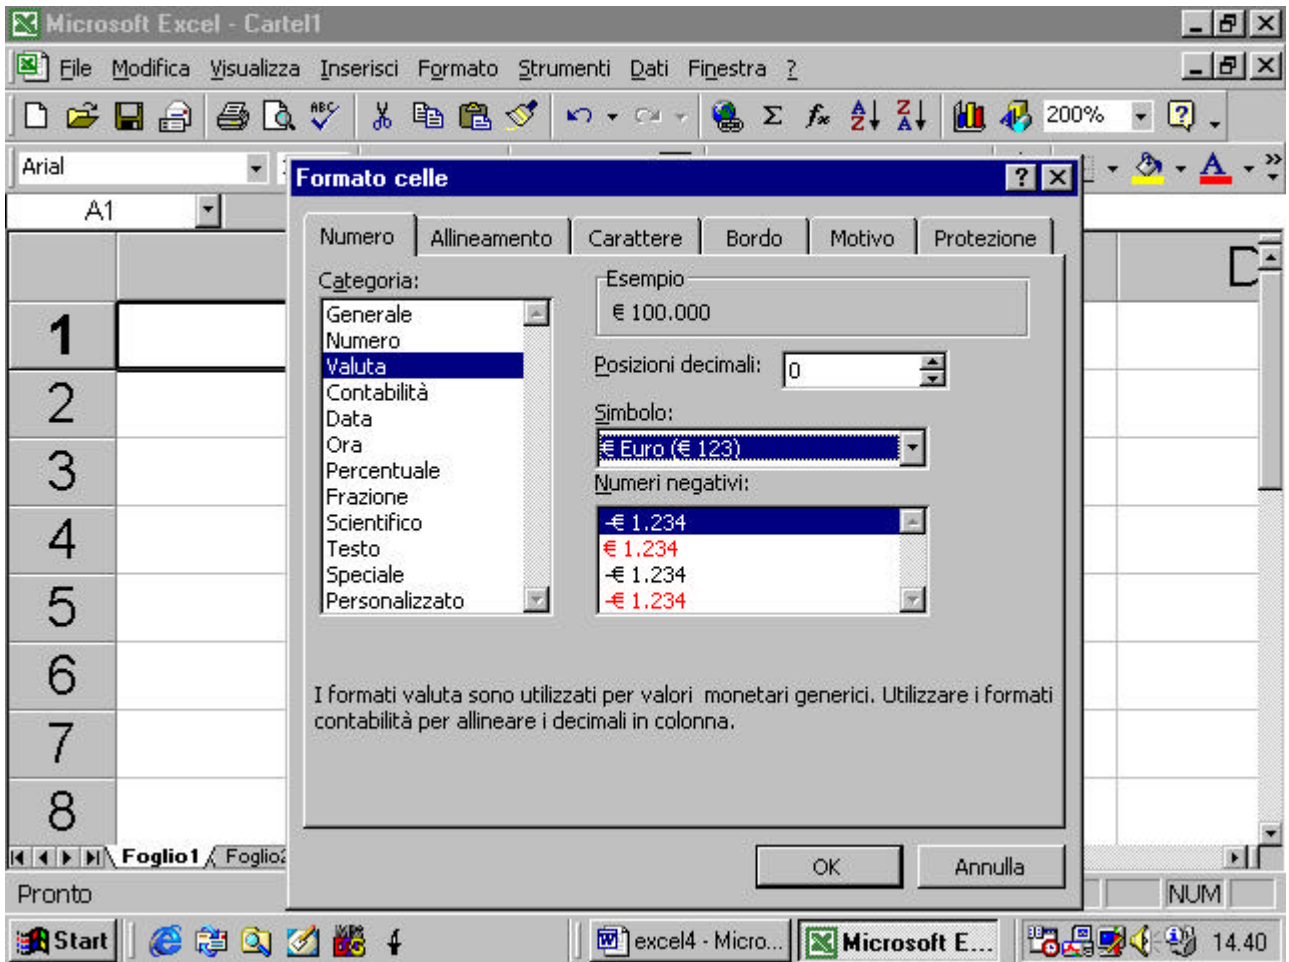 Microsoft Excel - Cartel1
File Modifica Visualizza Inserisci Formato Strumenti Dati Finestra ?
ABC Σ fx A Z Z A 200% ?
Arial A
A1
Formato celle ?
Numero Allineamento Carattere Bordo Motivo Protezione
Categoria:
Generale
Numero
Valuta
Contabilità
Data
Ora
Percentuale
Frazione
Scientifico
Testo
Speciale
Personalizzato
Esempio
€ 100.000
Posizioni decimali: 0
Simbolo:
€ Euro (€ 123)
Numeri negativi:
-€ 1.234
€ 1.234
-€ 1.234
-€ 1.234
I formati valuta sono utilizzati per valori monetari generici. Utilizzare i formati
contabilità per allineare i decimali in colonna.
OK Annulla
D
1
2
3
4
5
6
7
8
Foglio1 Foglio2
Pronto NUM
Start excel4 - Micro... Microsoft E... 14.40